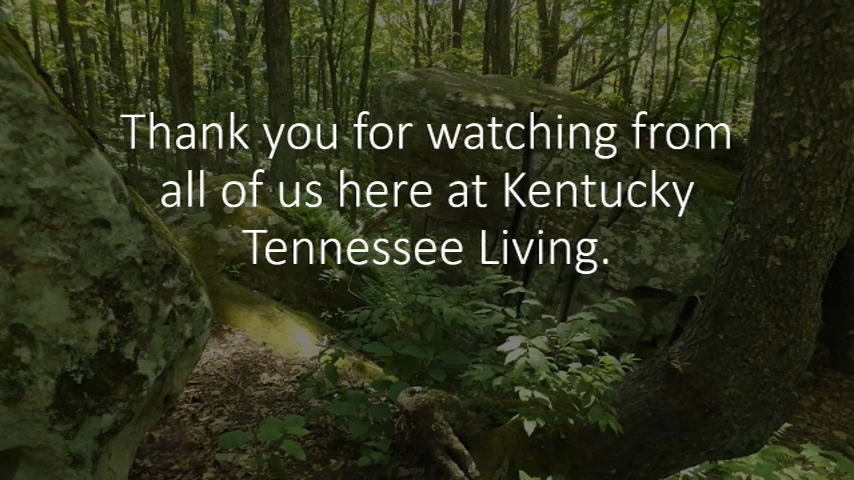 Thank you for watching from
all of us here at Kentucky
Tennessee Living.